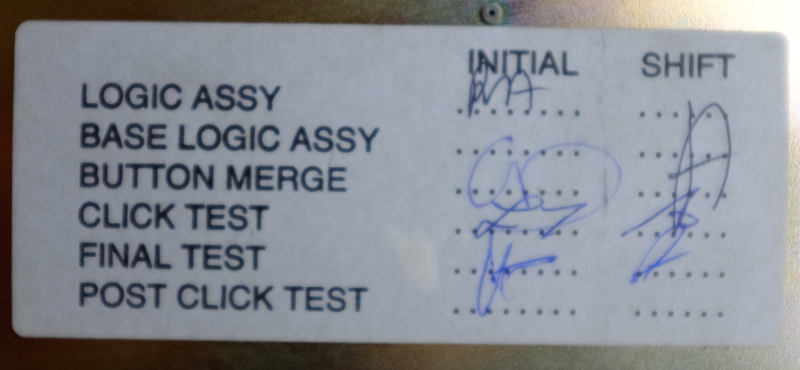 INITIAL SHIFT
LOGIC ASSY
BASE LOGIC ASSY
BUTTON MERGE
CLICK TEST
FINAL TEST
POST CLICK TEST